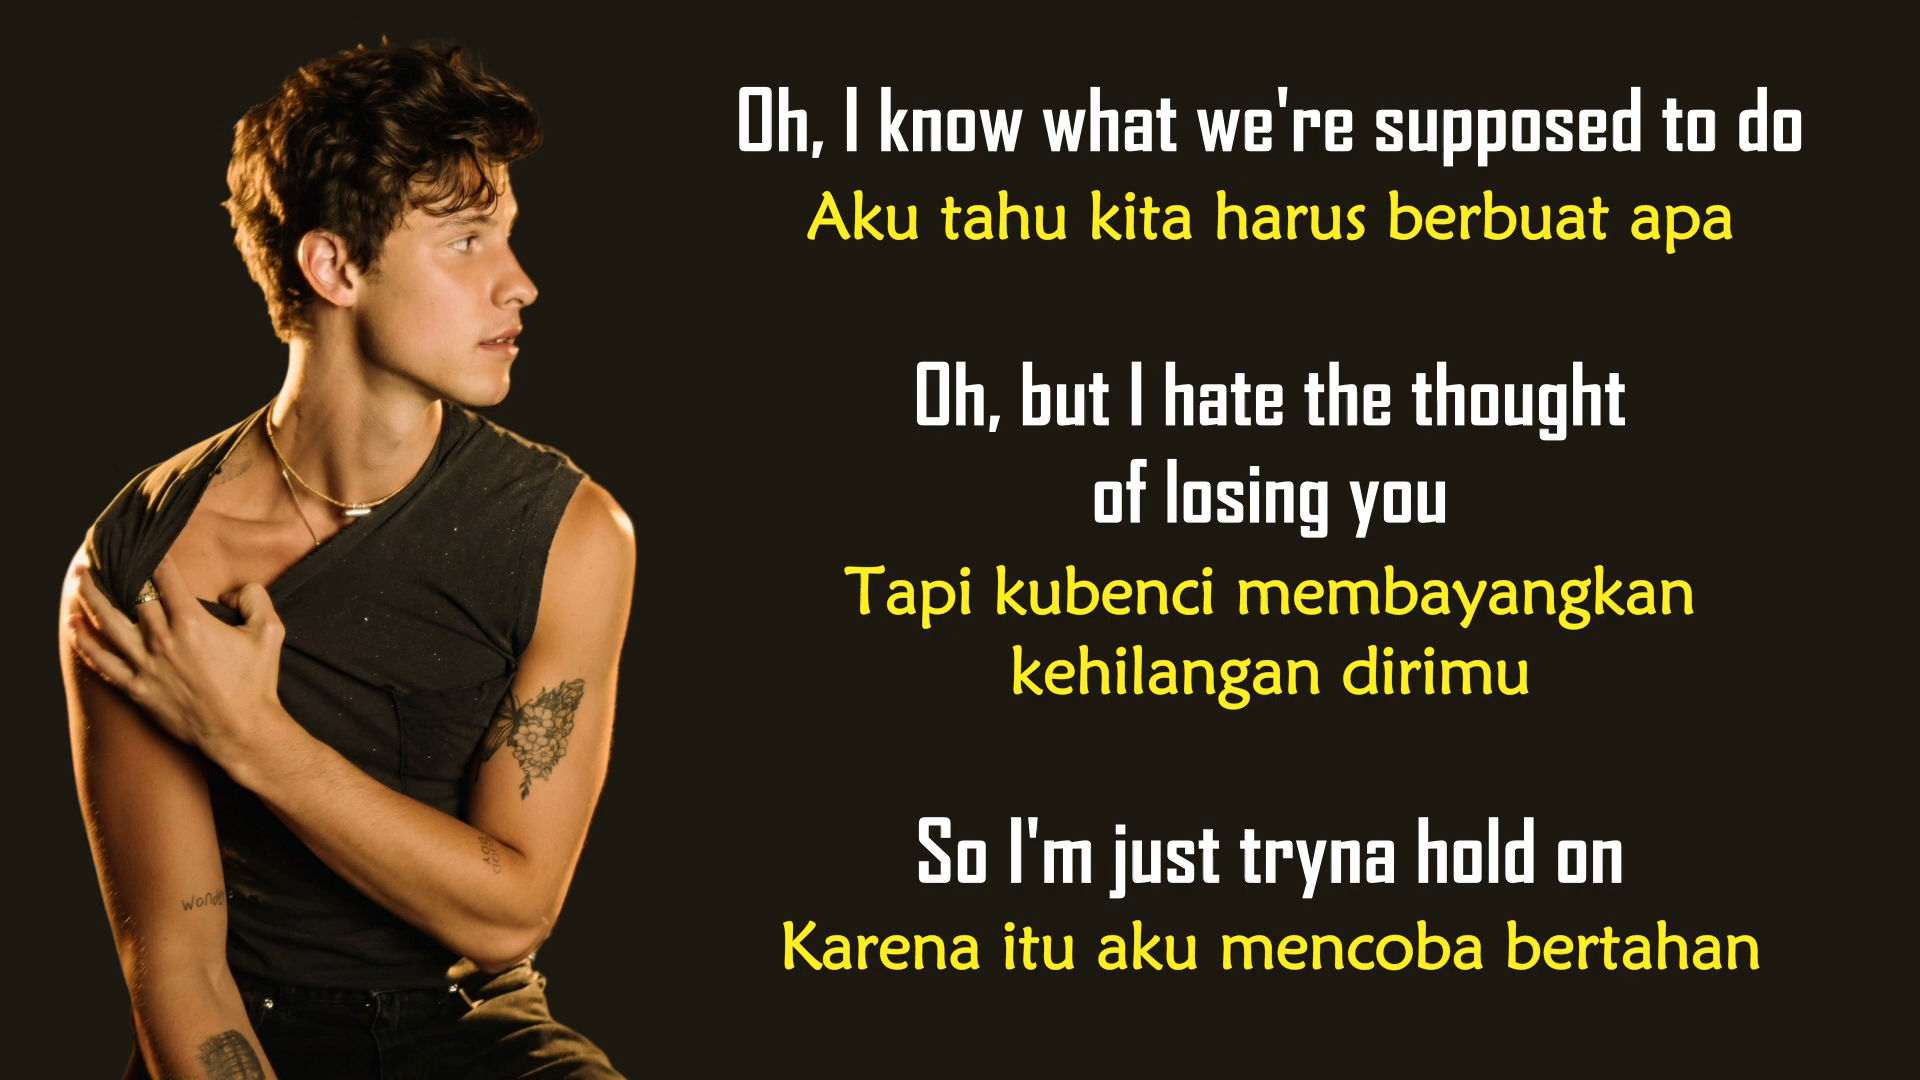 Oh, I know what we're supposed to do
Aku tahu kita harus berbuat apa
Oh, but I hate the thought
of losing you
Tapi kubenci membayangkan
kehilangan dirimu
So I'm just tryna hold on
Karena itu aku mencoba bertahan